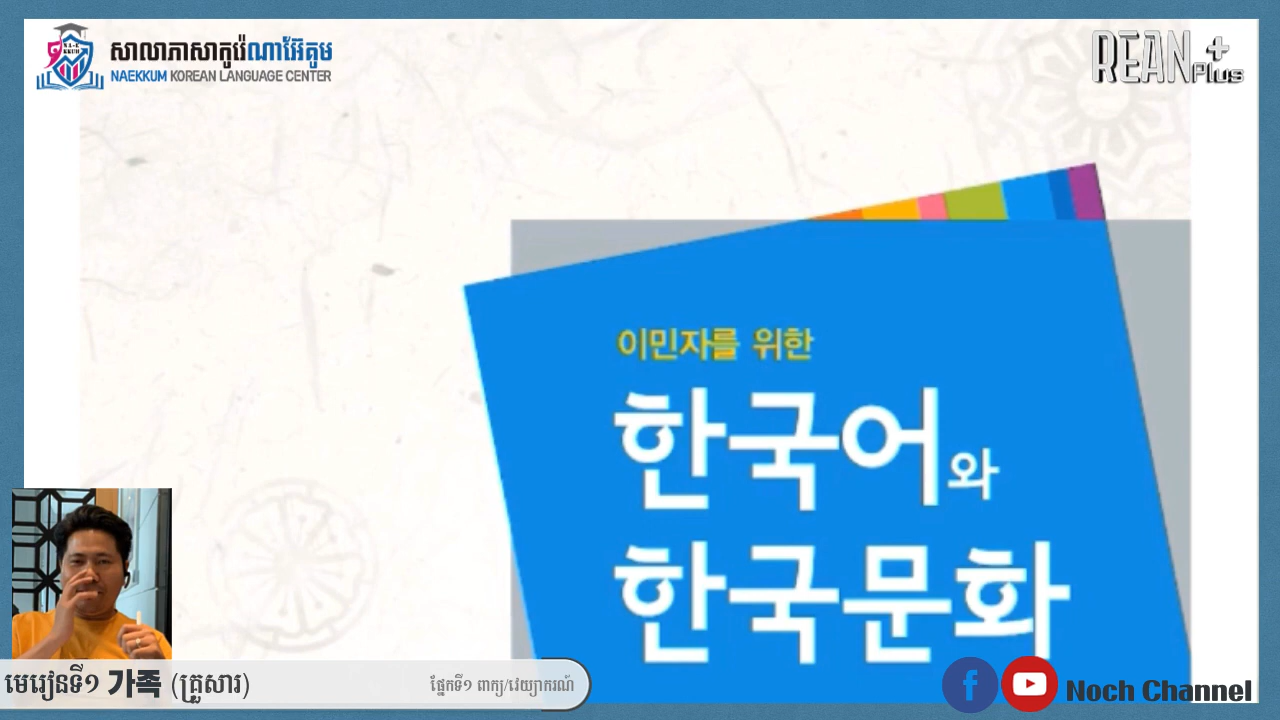 សាលាភាសាកូរ៉េណាអ៊ែគូម
NAEKKUM KOREAN LANGUAGE CENTER
REAN +
Plus
이민자를 위한
한국어와
한국문화
មេរៀនទី១ 가족 (គ្រួសារ)
ផ្នែកទី១ ពាក្យ/វេយ្យាករណ៍
Noch Channel